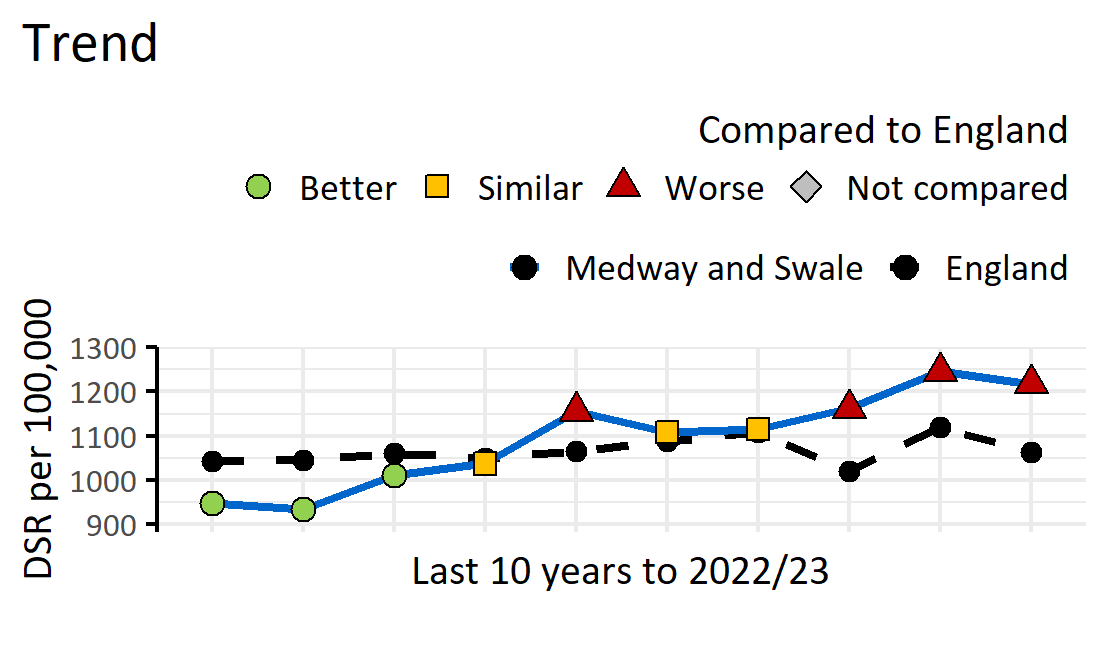 Trend
Compared to England
Better Similar Worse Not compared
Medway and Swale England
DSR per 100,000
1300
1200
1100
1000
900
Last 10 years to 2022/23